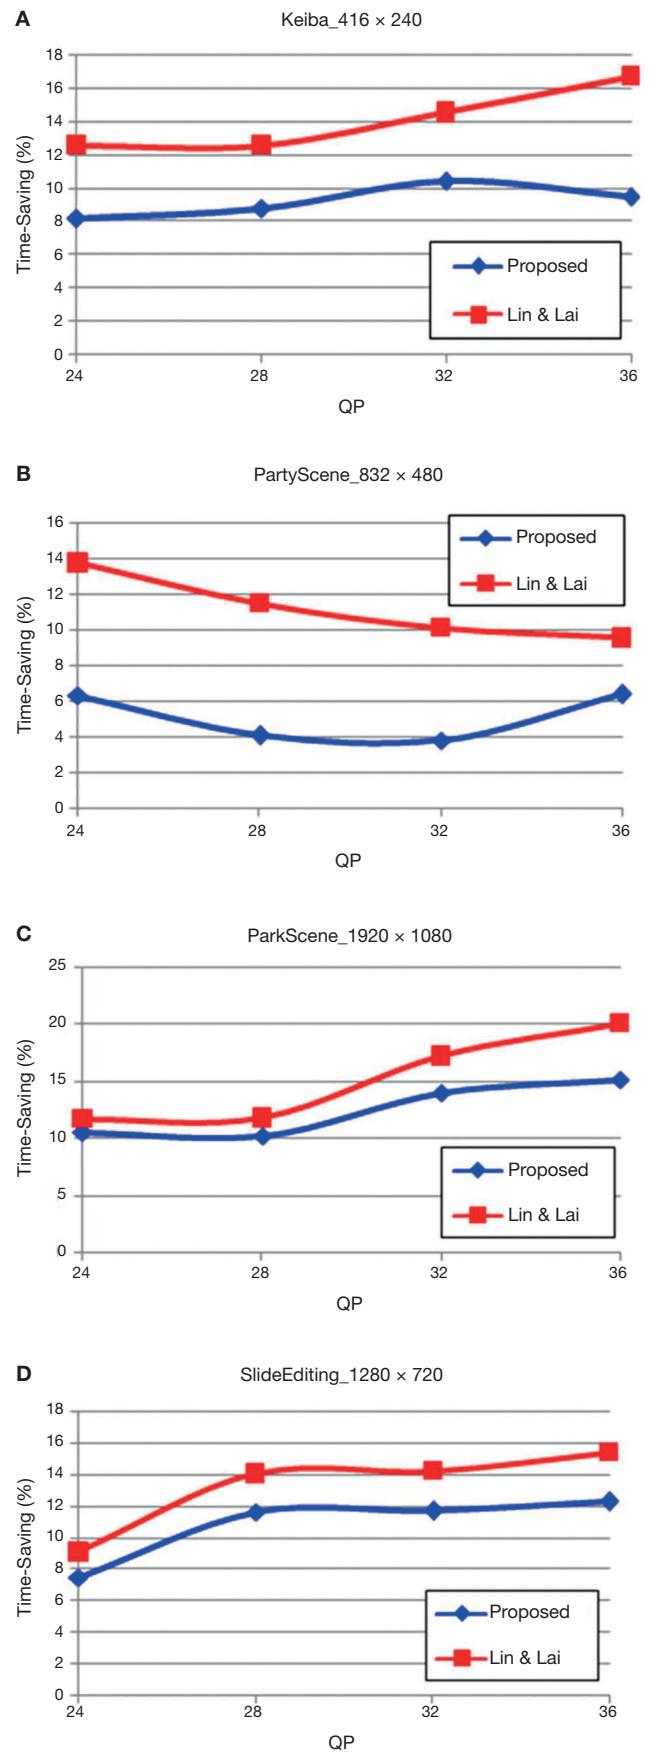 A
Keiba_416 × 240
18
16
14
12
10
8
6
4
2
0
Time-Saving (%)
Proposed
Lin & Lai
24 28 32 36
QP
B
PartyScene_832 × 480
16
14
12
10
8
6
4
2
0
Time-Saving (%)
Proposed
Lin & Lai
24 28 32 36
QP
C
ParkScene_1920 × 1080
25
20
15
10
5
0
Time-Saving (%)
Proposed
Lin & Lai
24 28 32 36
QP
D
SlideEditing_1280 × 720
18
16
14
12
10
8
6
4
2
0
Time-Saving (%)
Proposed
Lin & Lai
24 28 32 36
QP